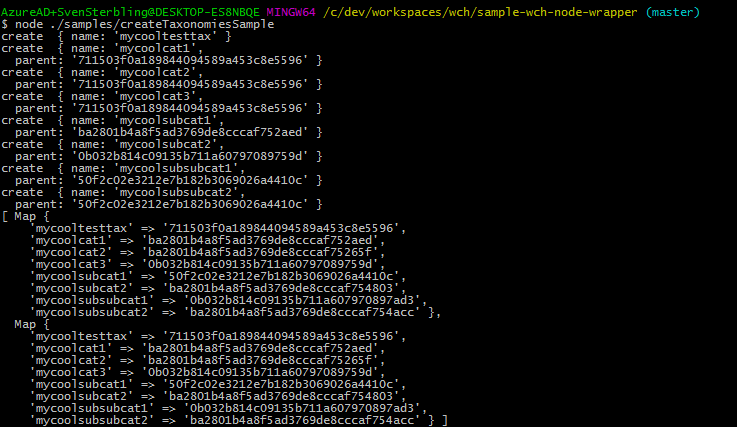 AzureAD+SvenSterbling@DESKTOP-ES8NBQE MINGW64 /c/dev/workspaces/wch/sample-wch-node-wrapper (master)
$ node ./samples/createTaxonomiesSample
create  { name: 'mycooltesttax' }
create  { name: 'mycoolcat1',
  parent: '711503f0a189844094589a453c8e5596' }
create  { name: 'mycoolcat2',
  parent: '711503f0a189844094589a453c8e5596' }
create  { name: 'mycoolcat3',
  parent: '711503f0a189844094589a453c8e5596' }
create  { name: 'mycoolsubcat1',
  parent: 'ba2801b4a8f5ad3769de8cccaf752aed' }
create  { name: 'mycoolsubcat2',
  parent: '0b032b814c09135b711a60797089759d' }
create  { name: 'mycoolsubsubcat1',
  parent: '50f2c02e3212e7b182b3069026a4410c' }
create  { name: 'mycoolsubsubcat2',
  parent: '50f2c02e3212e7b182b3069026a4410c' }
[ Map {
    'mycooltesttax' => '711503f0a189844094589a453c8e5596',
    'mycoolcat1' => 'ba2801b4a8f5ad3769de8cccaf752aed',
    'mycoolcat2' => 'ba2801b4a8f5ad3769de8cccaf75265f',
    'mycoolcat3' => '0b032b814c09135b711a60797089759d',
    'mycoolsubcat1' => '50f2c02e3212e7b182b3069026a4410c',
    'mycoolsubcat2' => 'ba2801b4a8f5ad3769de8cccaf754803',
    'mycoolsubsubcat1' => '0b032b814c09135b711a607970897ad3',
    'mycoolsubsubcat2' => 'ba2801b4a8f5ad3769de8cccaf754acc' },
  Map {
    'mycooltesttax' => '711503f0a189844094589a453c8e5596',
    'mycoolcat1' => 'ba2801b4a8f5ad3769de8cccaf752aed',
    'mycoolcat2' => 'ba2801b4a8f5ad3769de8cccaf75265f',
    'mycoolcat3' => '0b032b814c09135b711a60797089759d',
    'mycoolsubcat1' => '50f2c02e3212e7b182b3069026a4410c',
    'mycoolsubcat2' => 'ba2801b4a8f5ad3769de8cccaf754803',
    'mycoolsubsubcat1' => '0b032b814c09135b711a607970897ad3',
    'mycoolsubsubcat2' => 'ba2801b4a8f5ad3769de8cccaf754acc' } ]